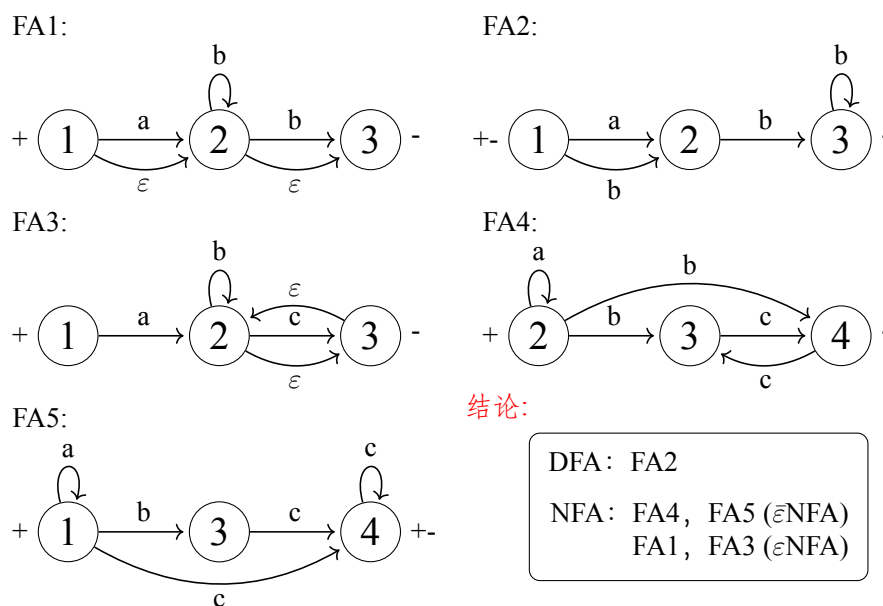 FA1:
b
+ 1 a 2 b 3 -
ε ε
FA2:
b
+- 1 a 2 b 3 -
b
FA3:
b
ε
+ 1 a 2 c 3 -
ε
FA4:
a
b
+ 2 b 3 c 4 -
c
FA5:
a c
+ 1 b 3 c 4 +-
c
结论:
DFA：FA2
NFA：FA4，FA5 (ε̄NFA)
FA1，FA3 (εNFA)